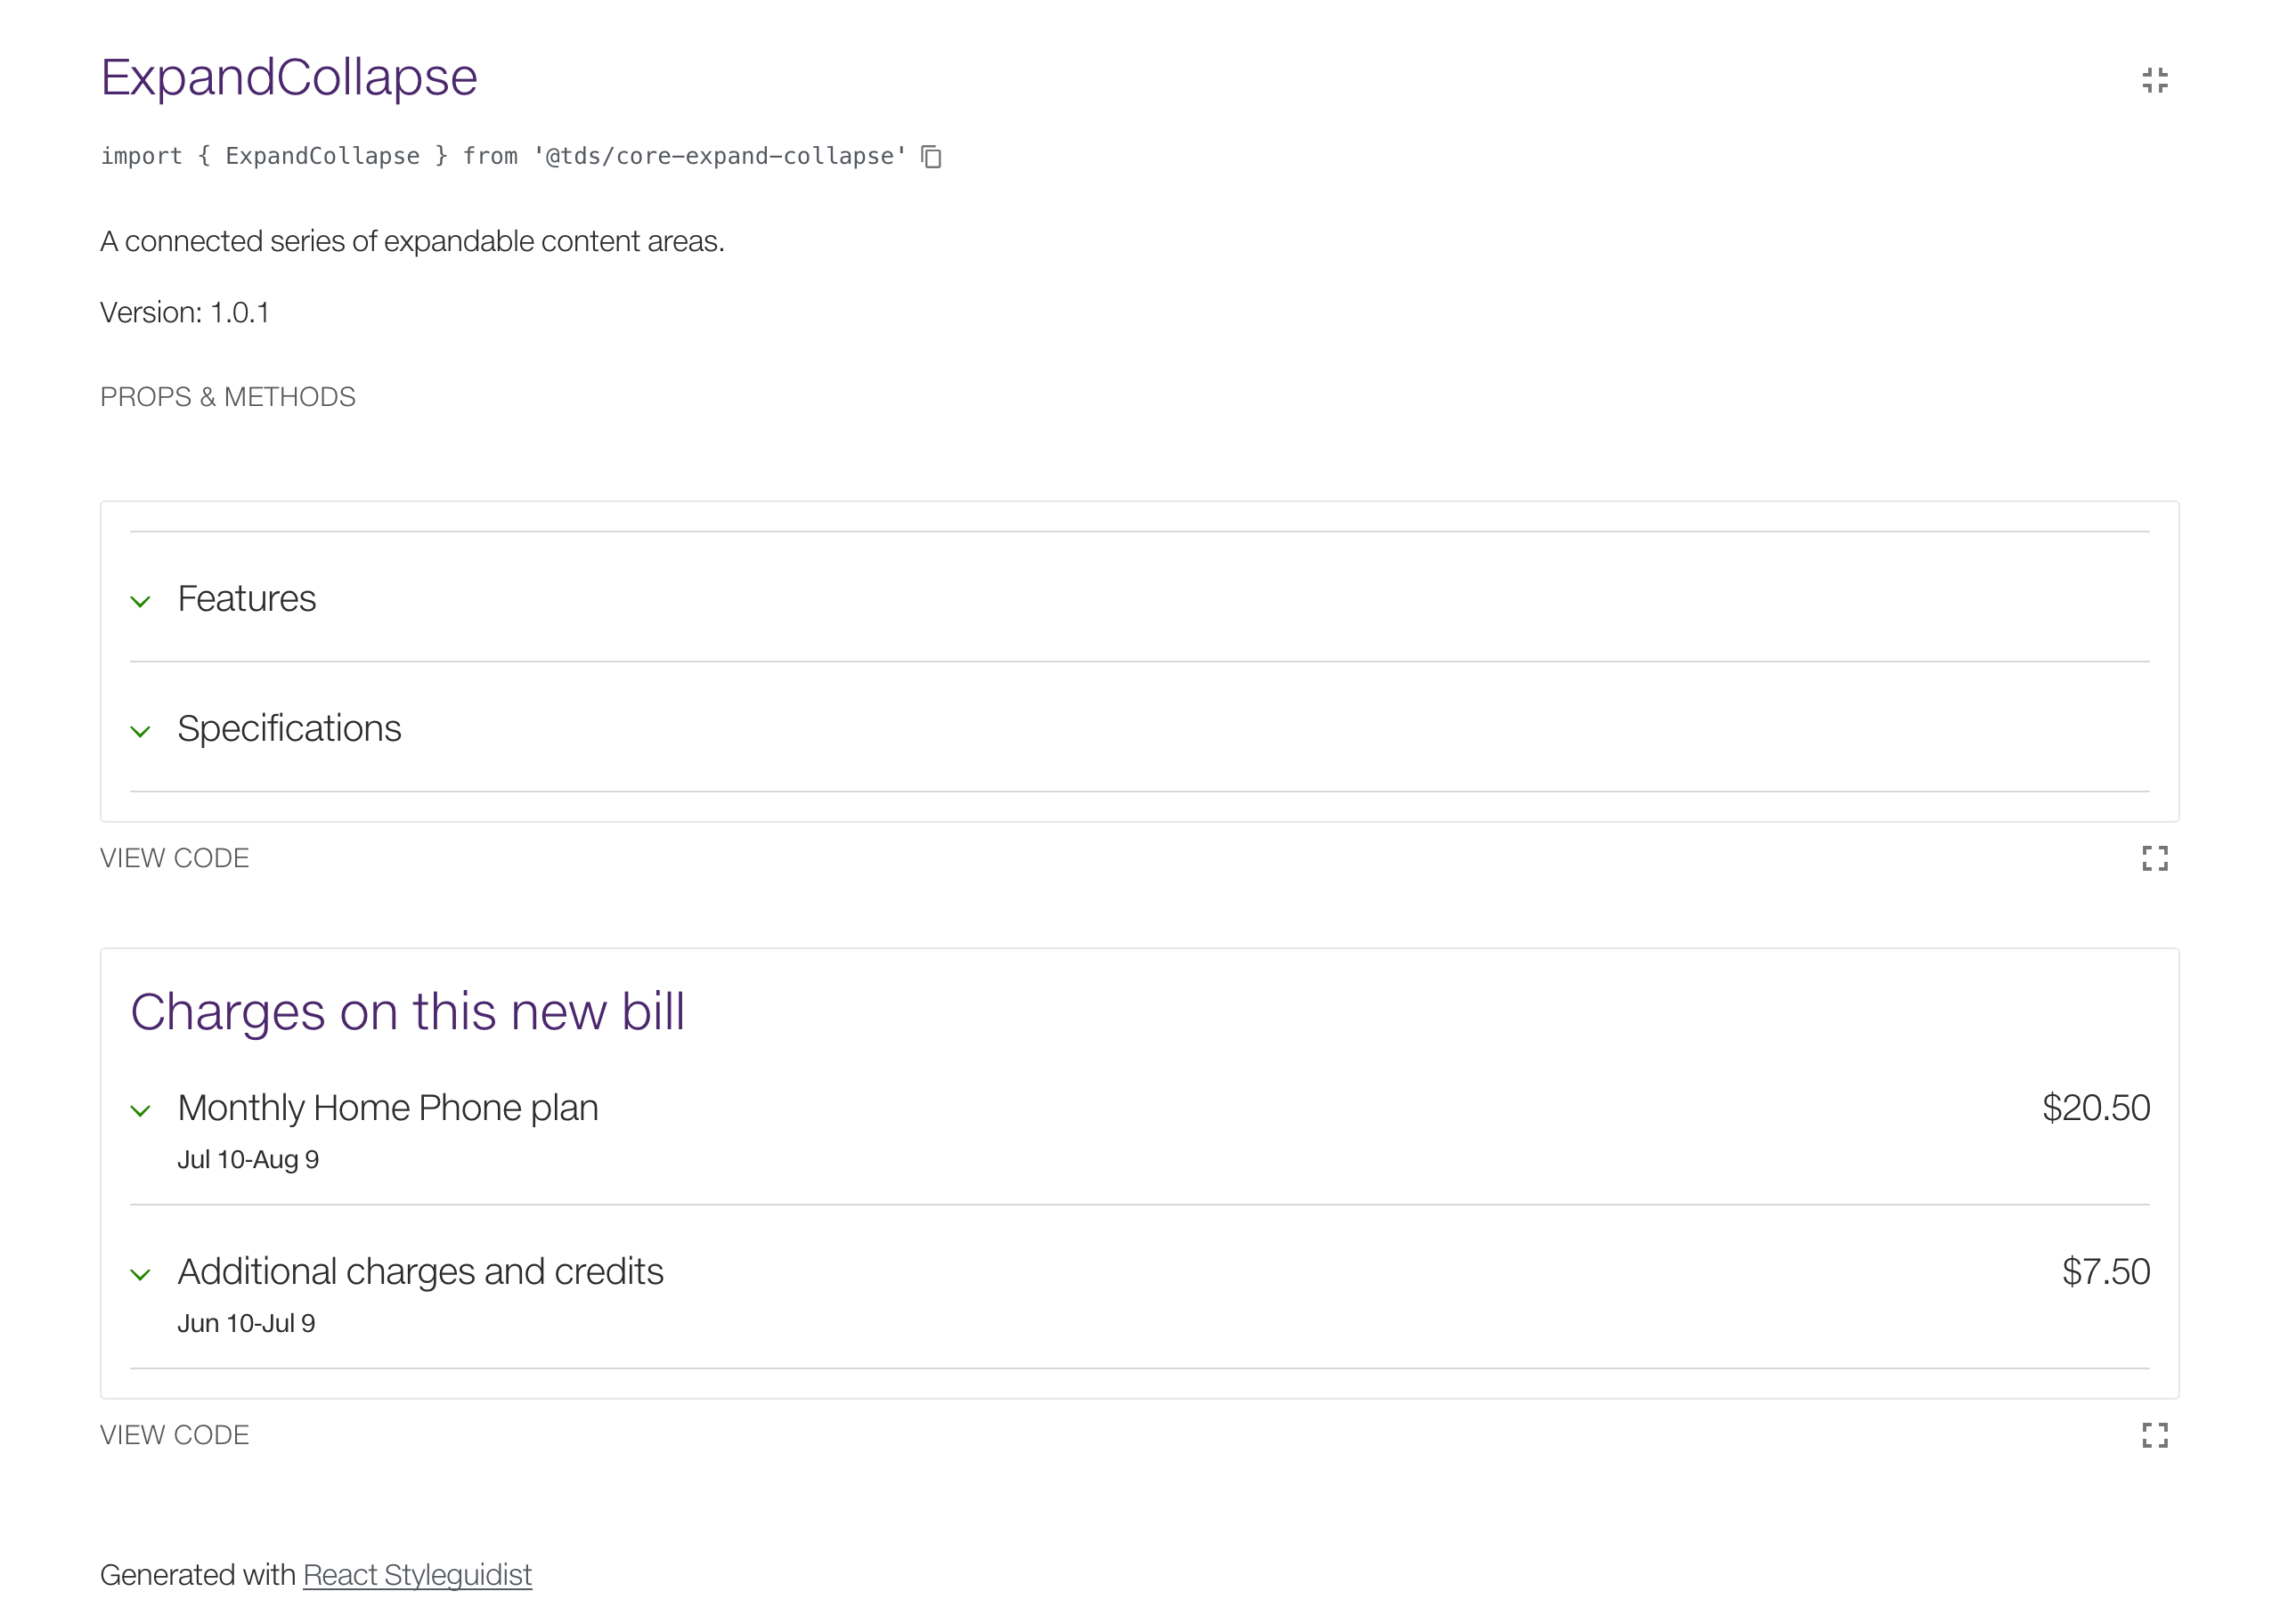 ExpandCollapse
import { ExpandCollapse } from '@tds/core-expand-collapse'
A connected series of expandable content areas.
Version: 1.0.1
PROPS & METHODS
Features
Specifications
VIEW CODE
Charges on this new bill
Monthly Home Phone plan $20.50
Jul 10-Aug 9
Additional charges and credits $7.50
Jun 10-Jul 9
VIEW CODE
Generated with React Styleguidist